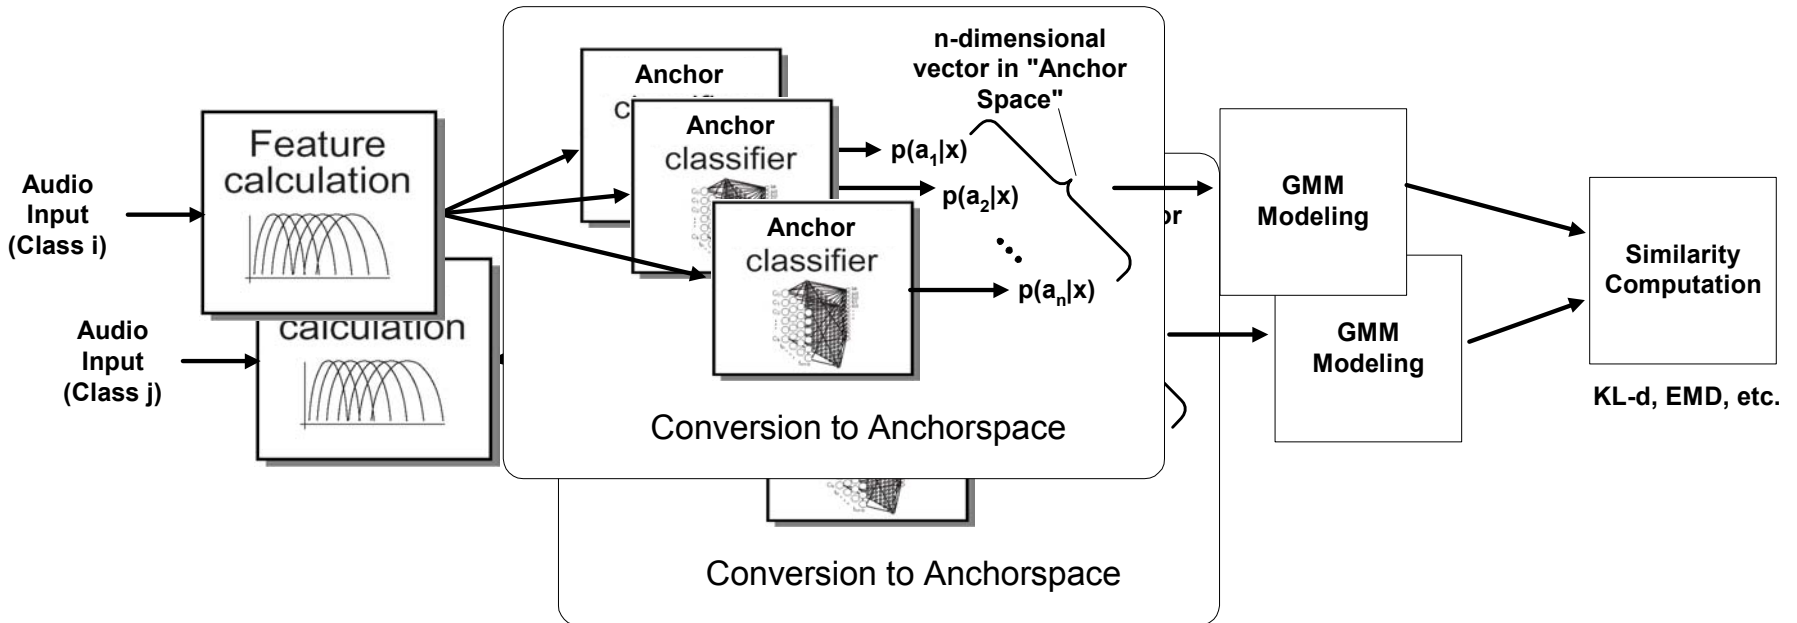 Audio
Input
(Class i)
Audio
Input
(Class j)
Feature
calculation
calculation
Anchor
Anchor
classifier
Anchor
classifier
n-dimensional
vector in "Anchor
Space"
p(a1|x)
p(a2|x)
p(an|x)
or
Conversion to Anchorspace
Conversion to Anchorspace
GMM
Modeling
GMM
Modeling
Similarity
Computation
KL-d, EMD, etc.